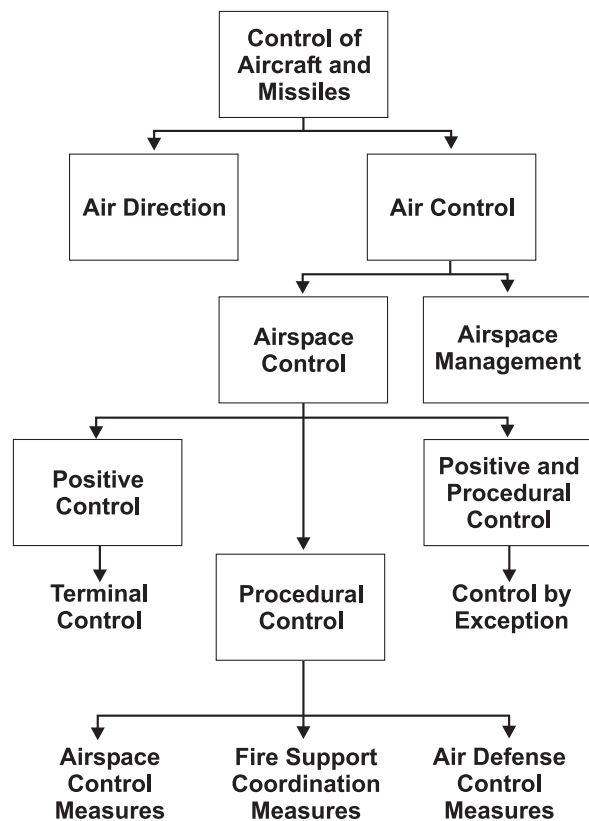 Control of
Aircraft and
Missiles
Air Direction
Air Control
Airspace
Control
Airspace
Management
Positive
Control
Positive and
Procedural
Control
Terminal
Control
Procedural
Control
Control by
Exception
Airspace
Control
Measures
Fire Support
Coordination
Measures
Air Defense
Control
Measures